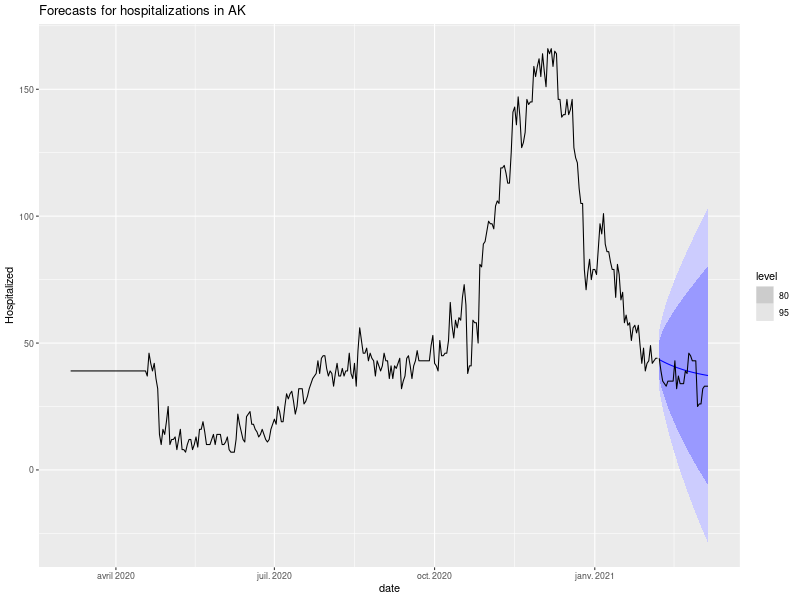 Forecasts for hospitalizations in AK
Hospitalized
150
100
50
0
avril 2020
juil. 2020
oct. 2020
janv. 2021
date
level
80
95